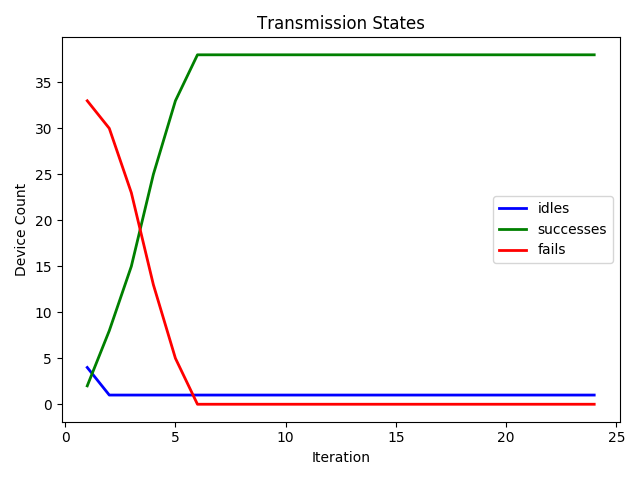 Transmission States
Device Count
35
30
25
20
15
10
5
0
idles
successes
fails
0 5 10 15 20 25
Iteration